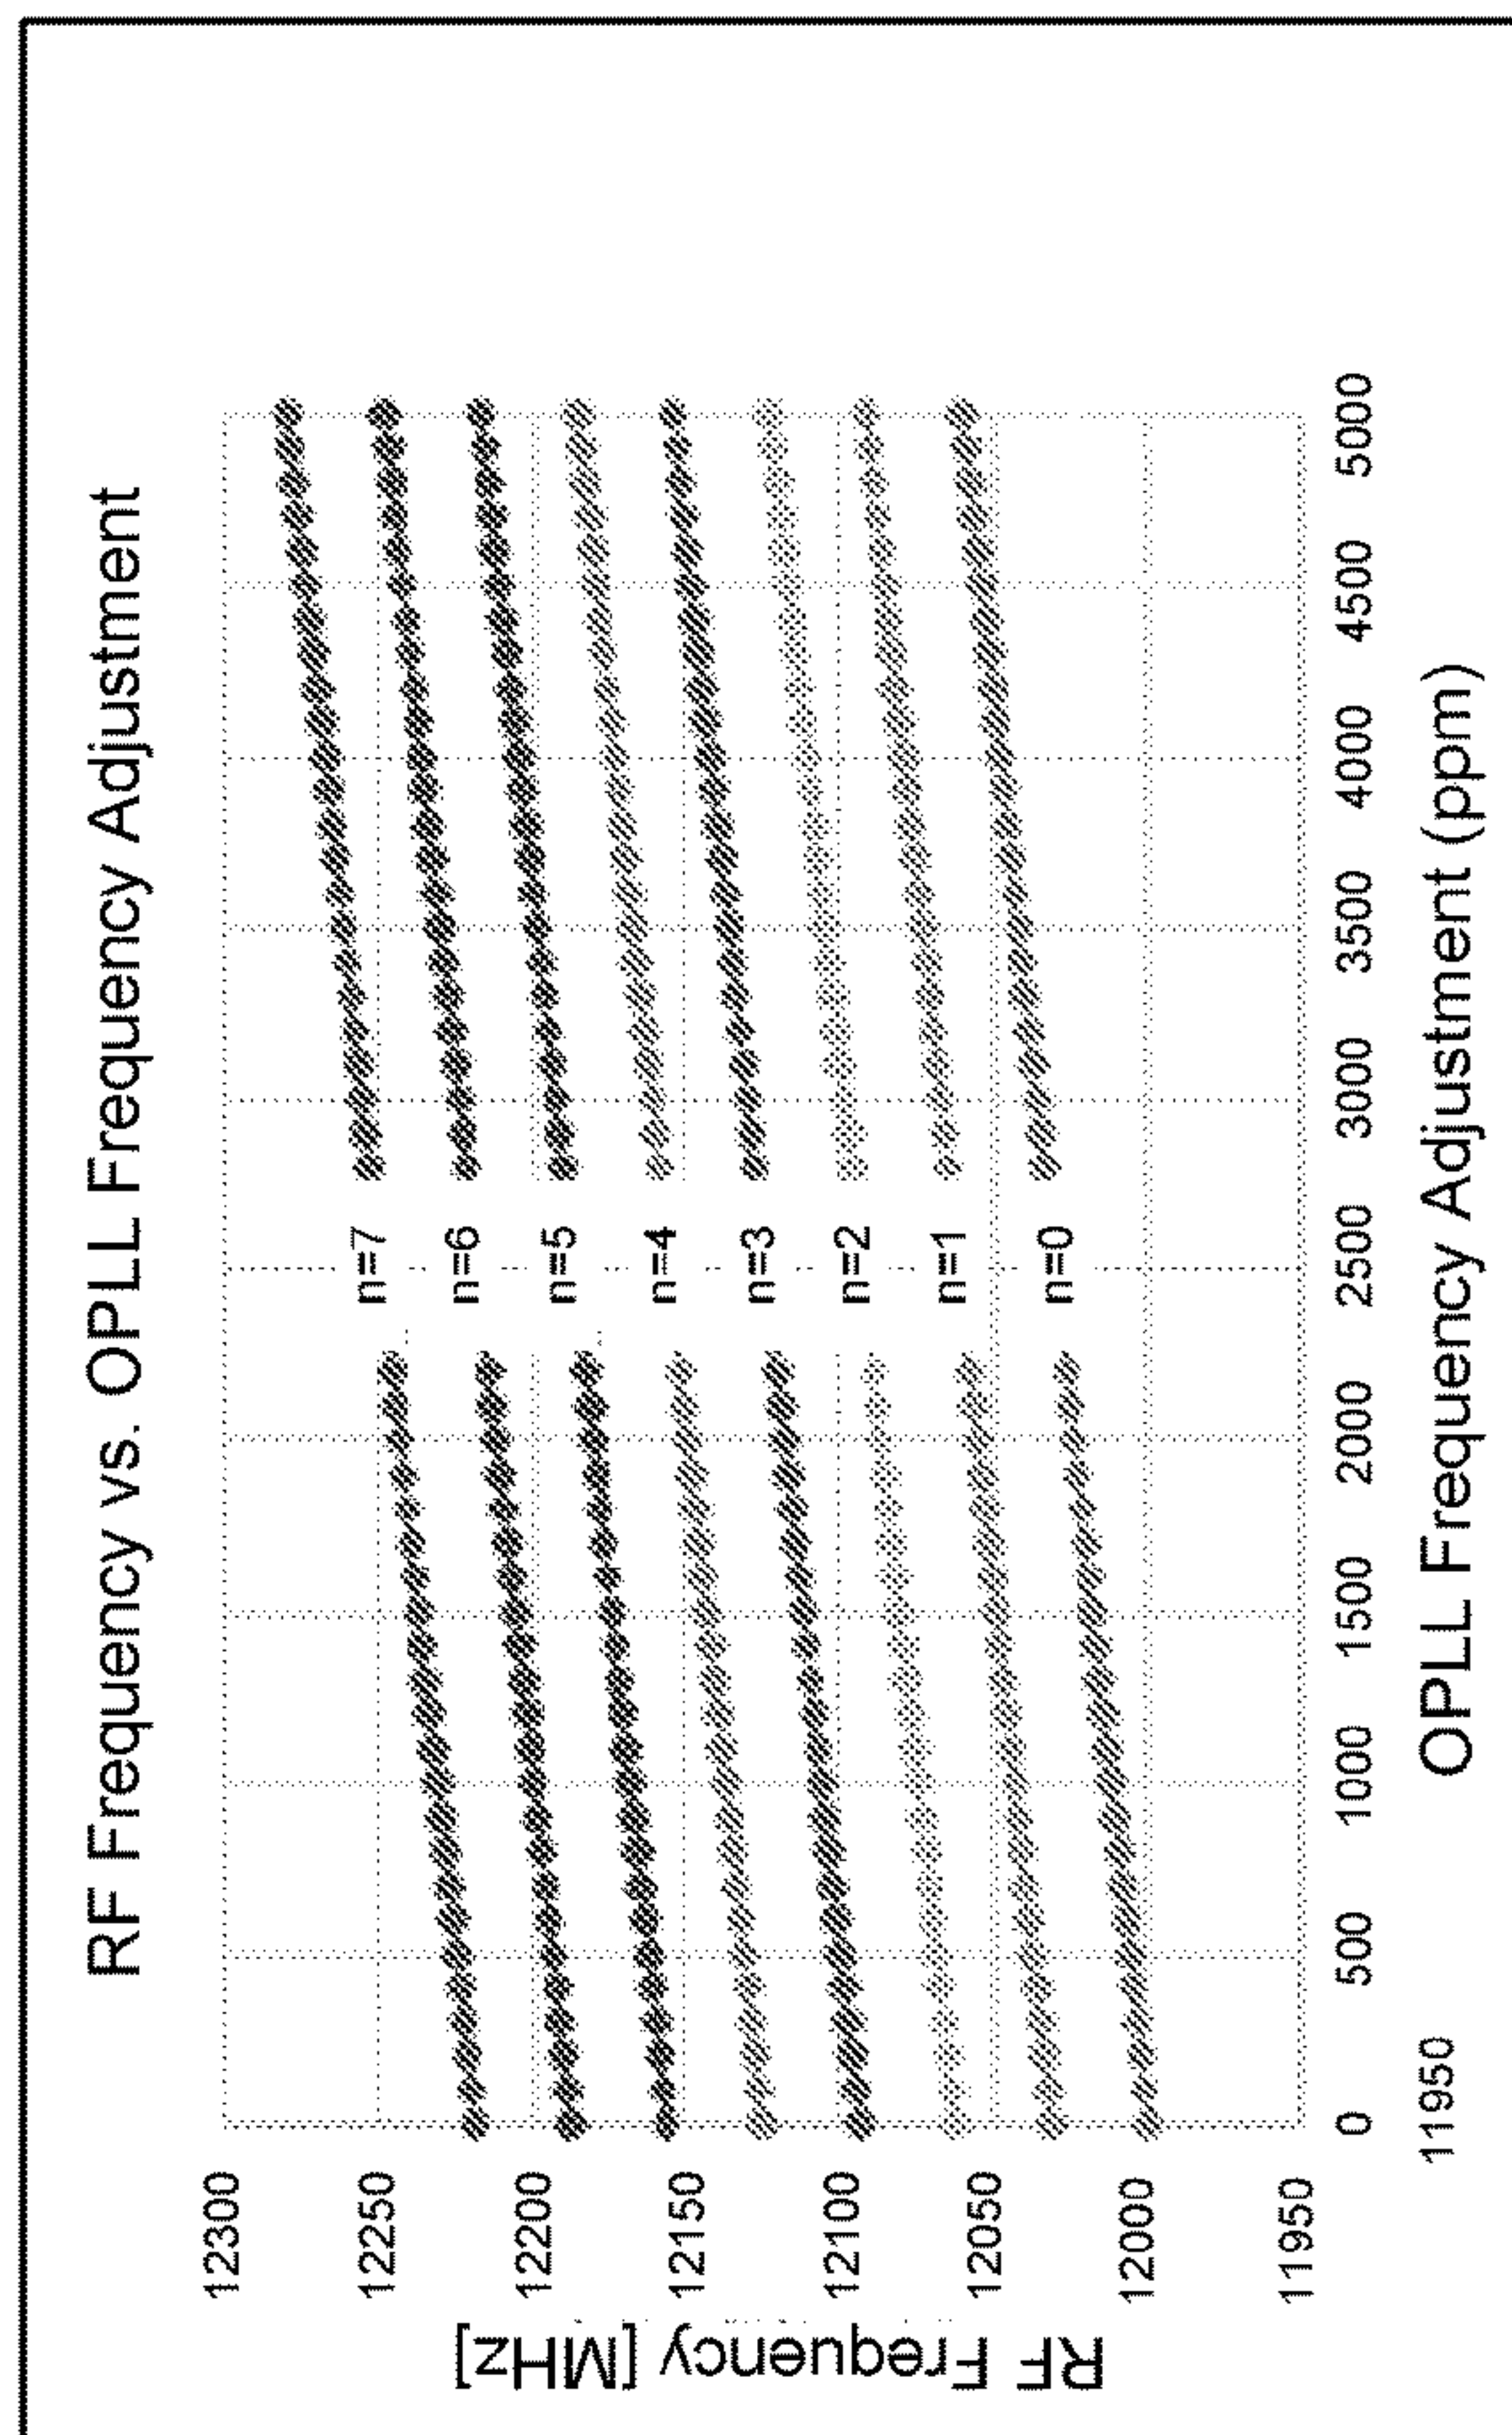 RF Frequency vs. OPLL Frequency Adjustment
RF Frequency [MHz]
12300
12250
12200
12150
12100
12050
12000
11950
n=7
n=6
n=5
n=4
n=3
n=2
n=1
n=0
0 500 1000 1500 2000 2500 3000 3500 4000 4500 5000
11950
OPLL Frequency Adjustment (ppm)